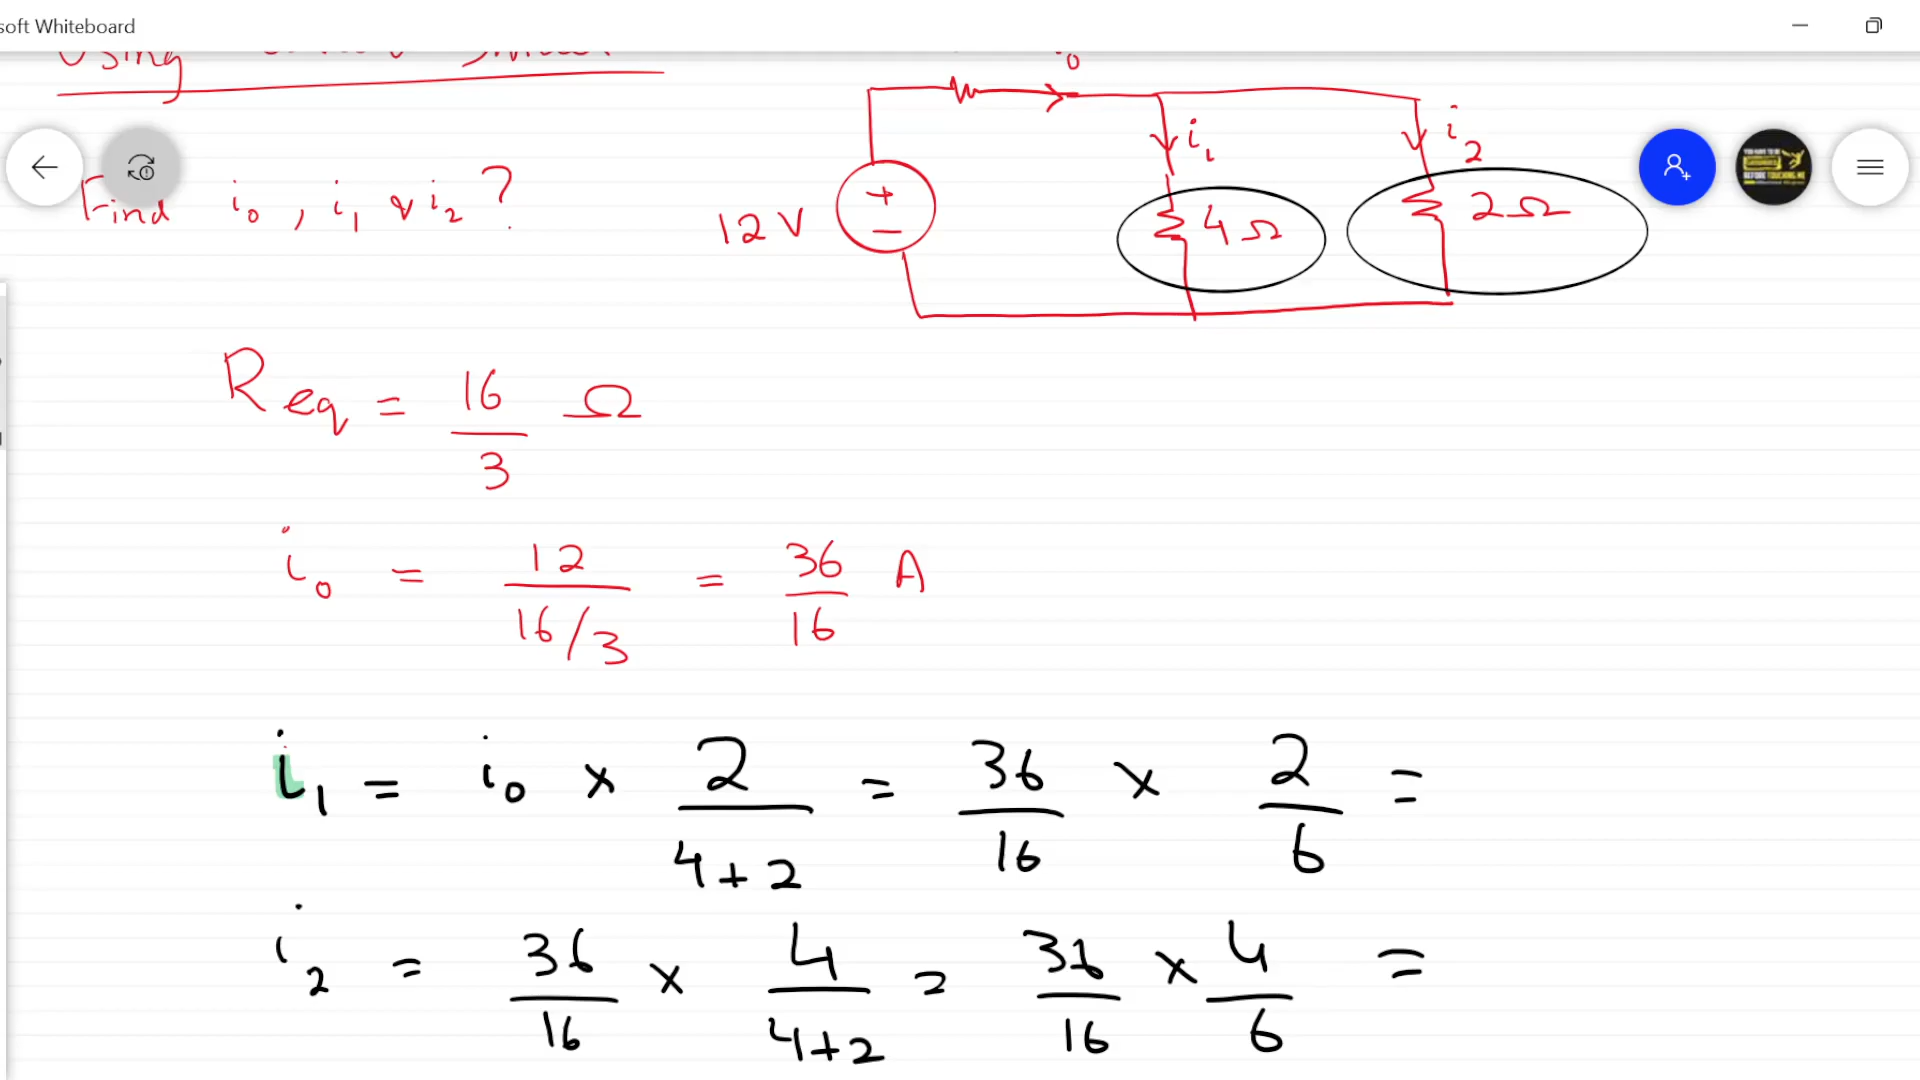 soft Whiteboard
Using
i₀
i₁
i₂
Find i₀, i₁ & i₂ ?
12 V
+
−
4 Ω
2 Ω
Req = 16/3 Ω
i₀ = 12/(16/3) = 36/16 A
i₁ = i₀ × 2/(4+2) = 36/16 × 2/6 =
i₂ = 36/16 × 4/(4+2) = 36/16 × 4/6 =